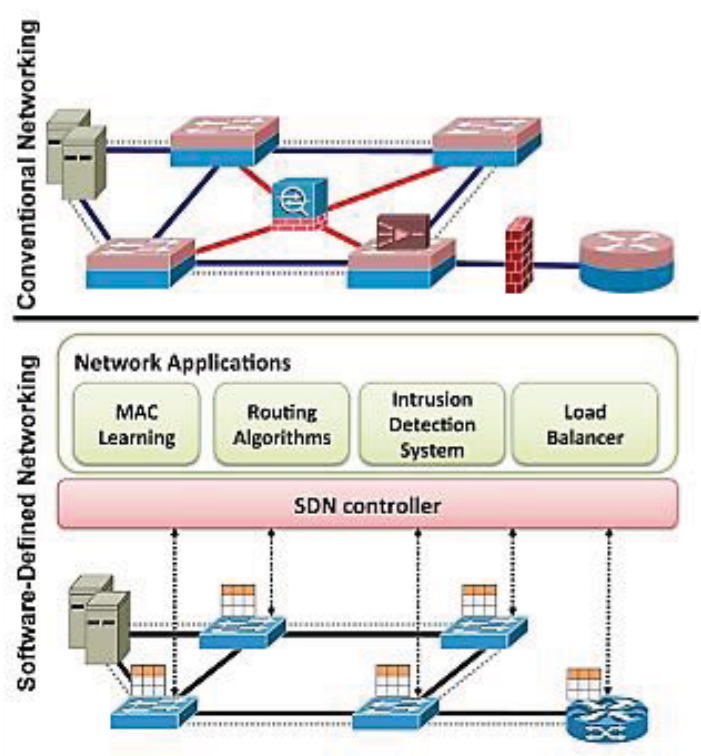 Conventional Networking
Software-Defined Networking
Network Applications
MAC
Learning
Routing
Algorithms
Intrusion
Detection
System
Load
Balancer
SDN controller